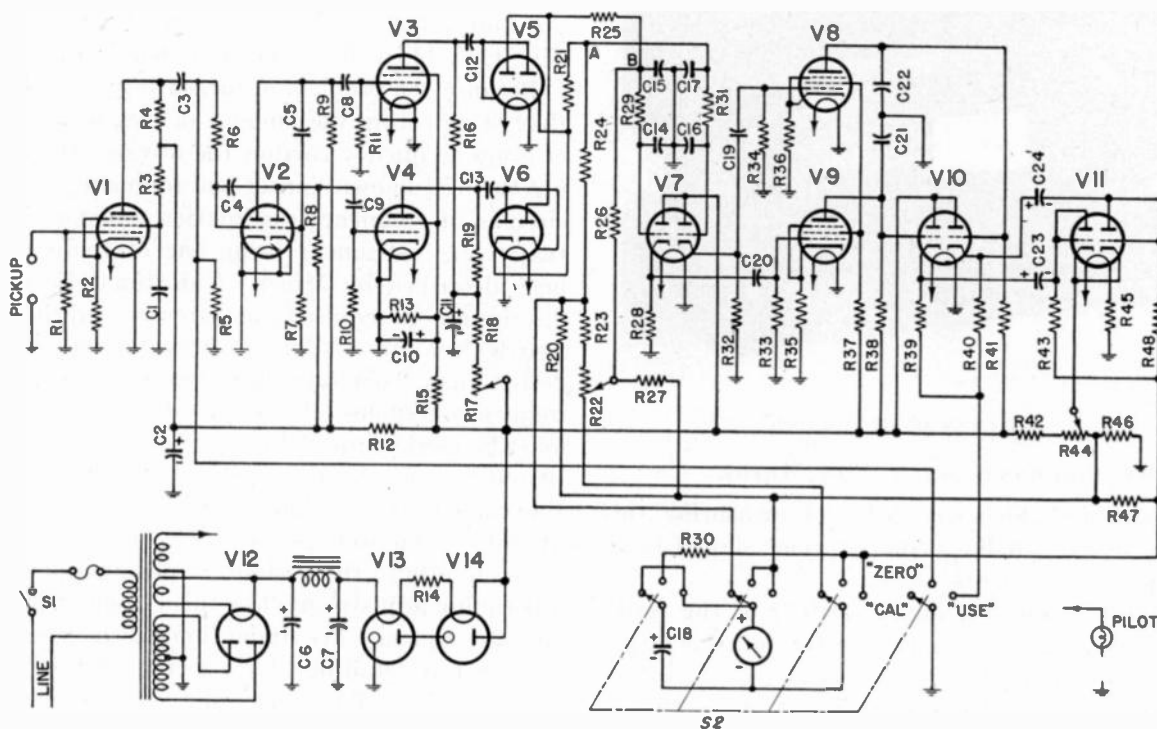 V3
V5
V8
C12
R25
C3
R4
R3
R6
C5
R9
C8
R11
R16
R21
A
B
C15
C17
R24
R29
R31
C14
C16
C19
R34
R36
C22
C21
V1
V2
V4
V6
V7
V9
V10
V11
C4
R8
C9
C13
R19
R26
C20
C24
C23
+
-
+
-
PICKUP
R1
R2
C1
R5
R7
R10
R13
C10
- +
C11
+
R18
R17
R15
R20
R23
R22
R28
R27
R32
R33
R35
R37
R38
R39
R40
R41
R43
R45
R48
C2
+
-
R12
R42
R44
R46
R47
V12
V13
V14
R14
S1
LINE
C6
+
-
C7
+
-
R30
C18
+
-
+
-
"ZERO"
"CAL"
"USE"
PILOT
S2